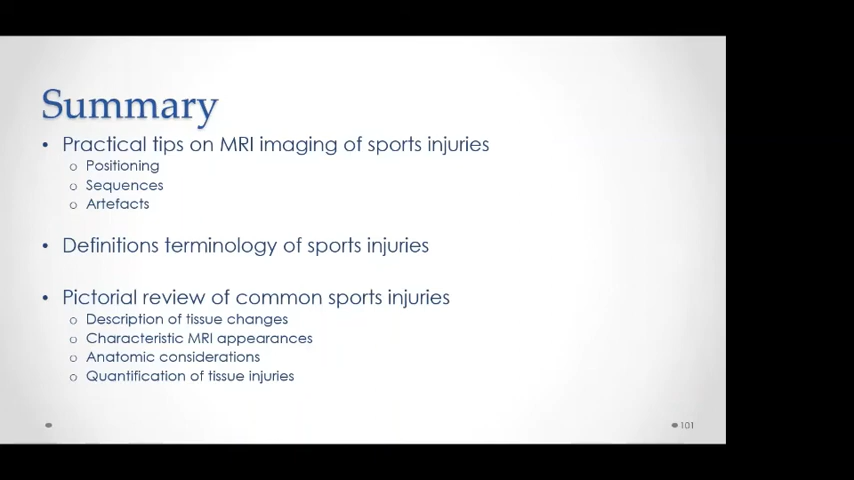 Summary
• Practical tips on MRI imaging of sports injuries
o Positioning
o Sequences
o Artefacts
• Definitions terminology of sports injuries
• Pictorial review of common sports injuries
o Description of tissue changes
o Characteristic MRI appearances
o Anatomic considerations
o Quantification of tissue injuries
101